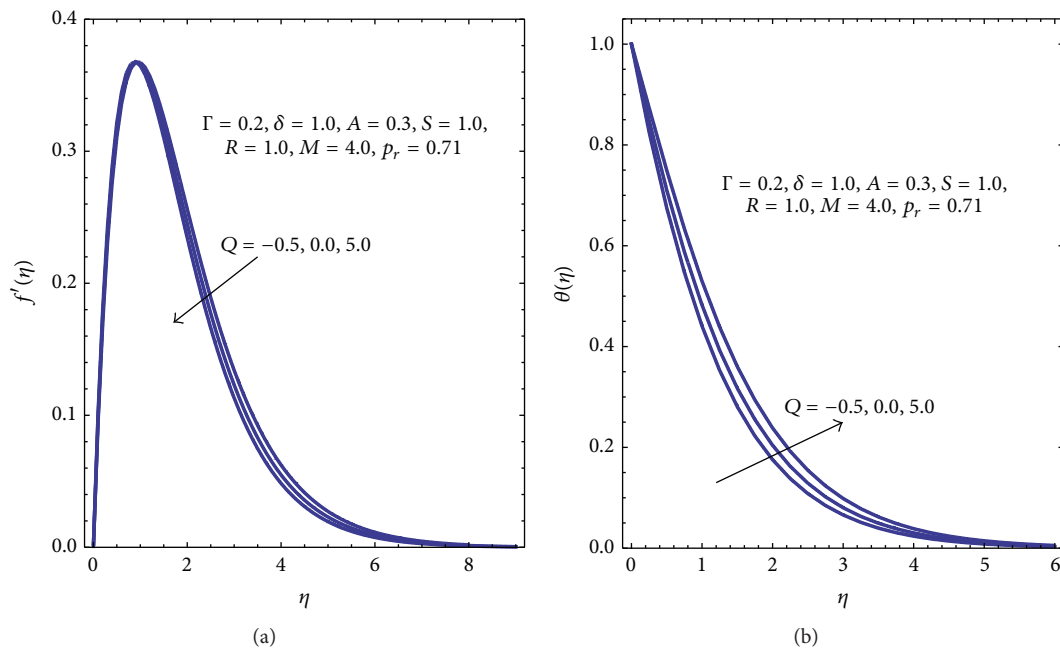 0.4
0.3
0.2
0.1
0.0
0 2 4 6 8
f′(η)
η
Γ = 0.2, δ = 1.0, A = 0.3, S = 1.0,
R = 1.0, M = 4.0, p_r = 0.71
Q = −0.5, 0.0, 5.0
(a)
1.0
0.8
0.6
0.4
0.2
0.0
0 1 2 3 4 5 6
θ(η)
η
Γ = 0.2, δ = 1.0, A = 0.3, S = 1.0,
R = 1.0, M = 4.0, p_r = 0.71
Q = −0.5, 0.0, 5.0
(b)